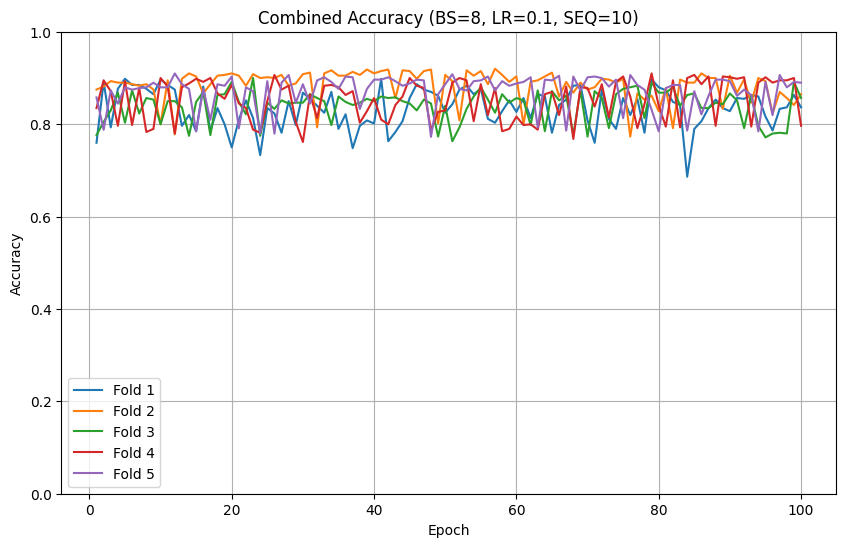 Combined Accuracy (BS=8, LR=0.1, SEQ=10)
1.0
0.8
0.6
0.4
0.2
0.0
Accuracy
Fold 1
Fold 2
Fold 3
Fold 4
Fold 5
0 20 40 60 80 100
Epoch